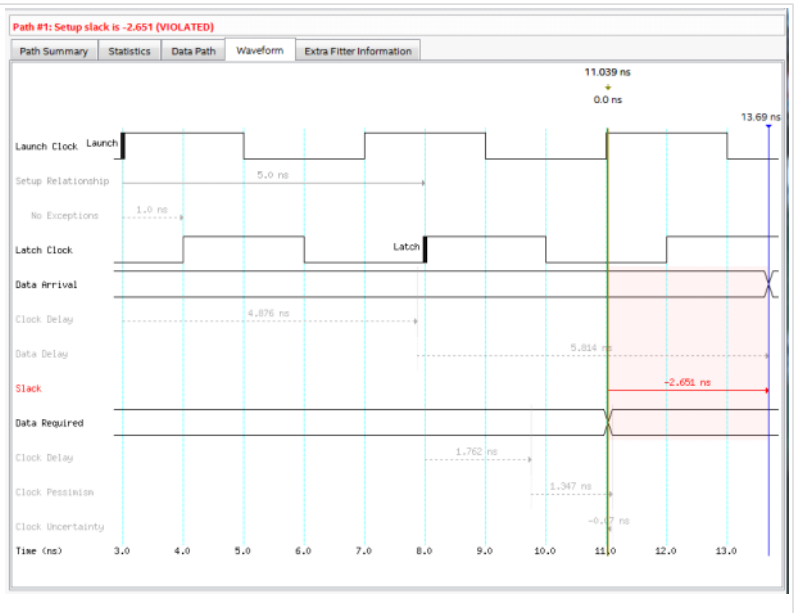 Path #1: Setup slack is -2.651 (VIOLATED)
Path Summary Statistics Data Path Waveform Extra Fitter Information
11.039 ns
0.0 ns
13.69 ns
Launch Clock Launch
Setup Relationship 5.0 ns
No Exceptions 1.0 ns
Latch Clock Latch
Data Arrival
Clock Delay 4.876 ns
Data Delay 5.814 ns
Slack -2.651 ns
Data Required
Clock Delay 1.762 ns
Clock Pessimism 1.347 ns
Clock Uncertainty -0.07 ns
Time (ns) 3.0 4.0 5.0 6.0 7.0 8.0 9.0 10.0 11.0 12.0 13.0